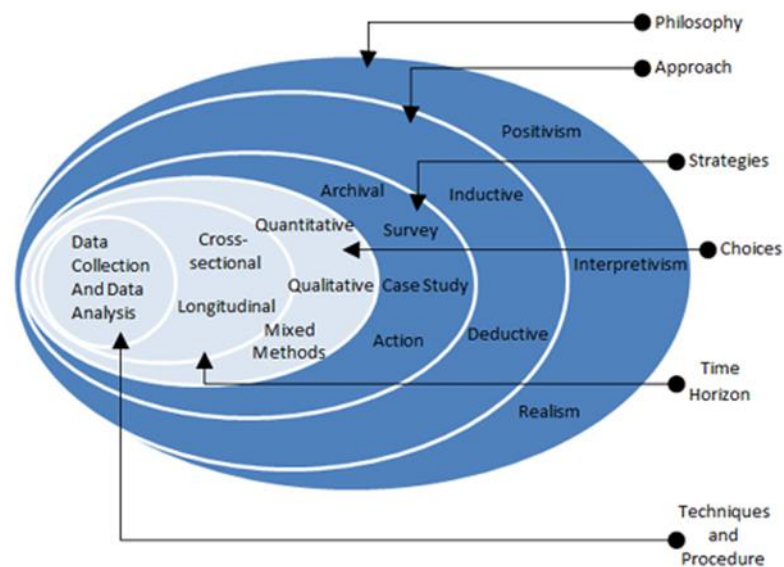 Philosophy
Approach
Positivism
Strategies
Archival
Inductive
Quantitative
Survey
Data
Collection
And Data
Analysis
Cross-
sectional
Choices
Interpretivism
Qualitative
Case Study
Longitudinal
Mixed
Methods
Action
Deductive
Time
Horizon
Realism
Techniques
and
Procedure